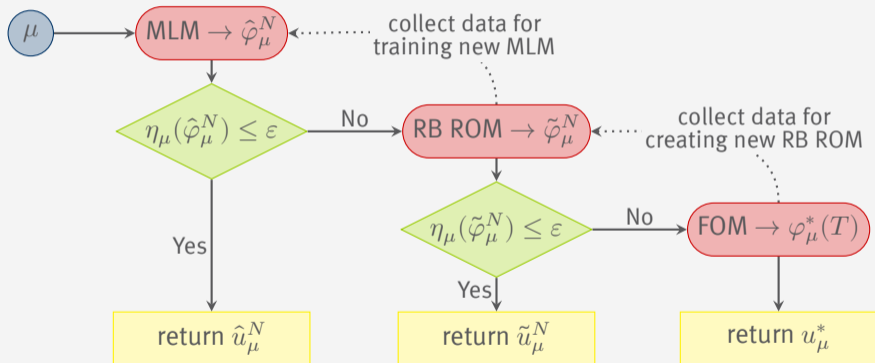 μ
MLM → φ̂_μ^N
collect data for
training new MLM
η_μ(φ̂_μ^N) ≤ ε
No
RB ROM → φ̃_μ^N
collect data for
creating new RB ROM
Yes
η_μ(φ̃_μ^N) ≤ ε
No
FOM → φ_μ^*(T)
Yes
return û_μ^N
return ũ_μ^N
return u_μ^*